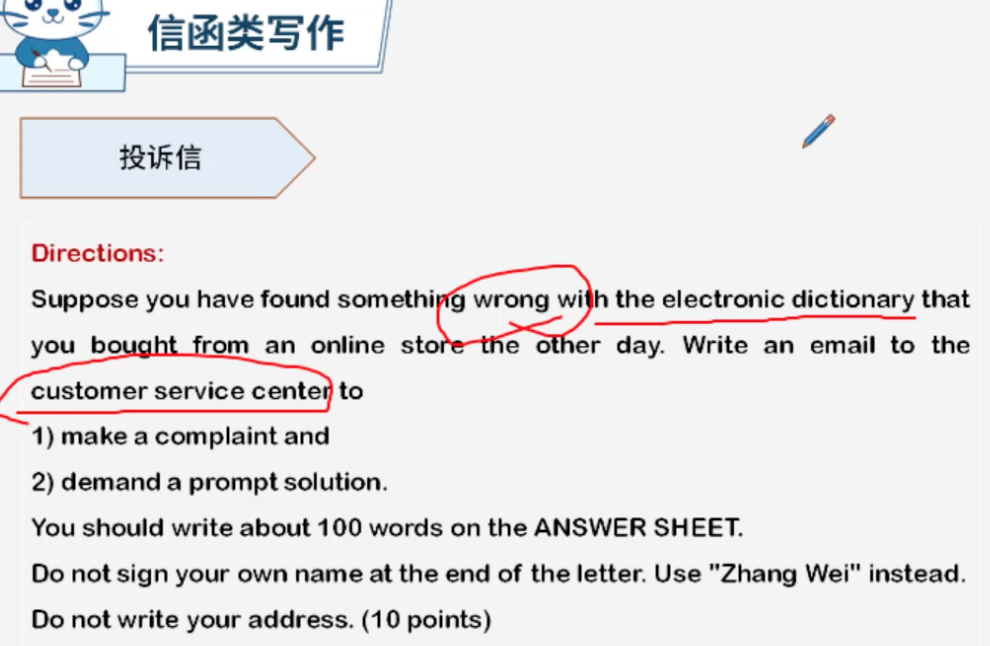 信函类写作
投诉信
Directions:
Suppose you have found something wrong with the electronic dictionary that
you bought from an online store the other day. Write an email to the
customer service center to
1) make a complaint and
2) demand a prompt solution.
You should write about 100 words on the ANSWER SHEET.
Do not sign your own name at the end of the letter. Use "Zhang Wei" instead.
Do not write your address. (10 points)